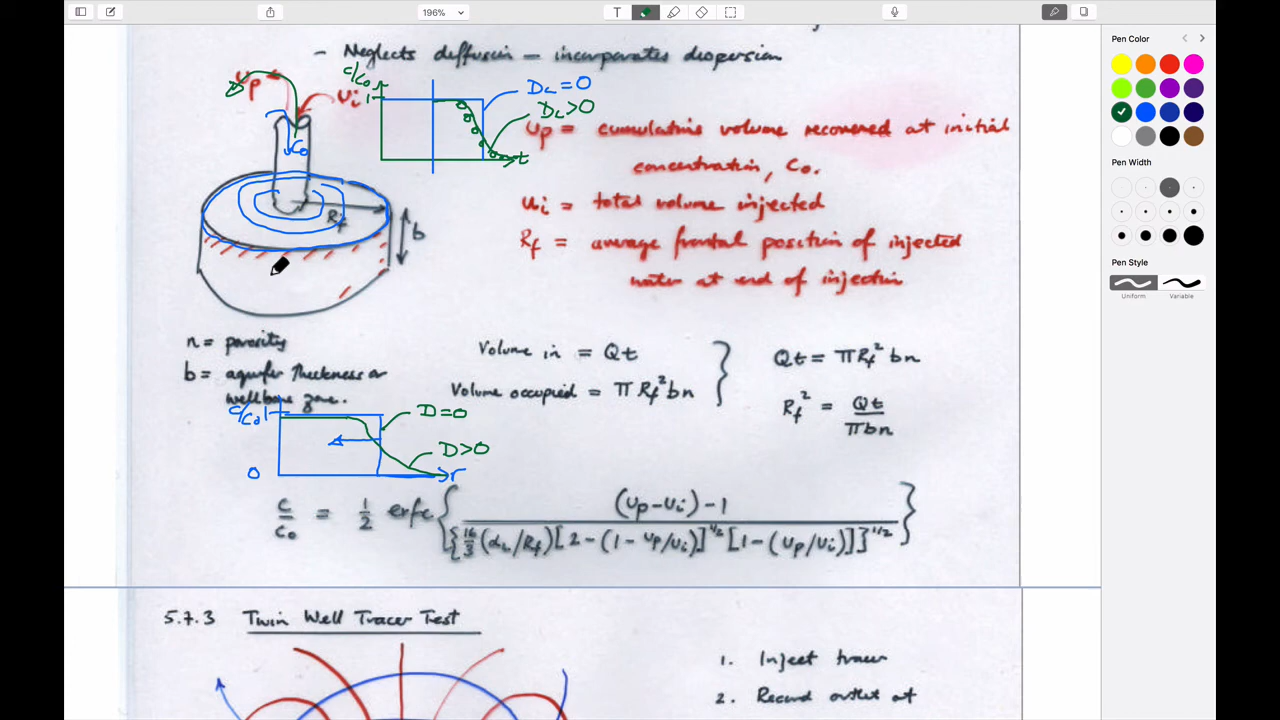 196%
T
Pen Color
Pen Width
Pen Style
Uniform
Variable
- Neglects diffusion - incorporates dispersion
Up
Ui
C/Co
1
DL=0
DL>0
t
Co
Rf
b
Up = cumulative volume recovered at initial
concentration, Co.
Ui = total volume injected
Rf = average frontal position of injected
water at end of injection
n = porosity
b = aquifer thickness or
wellbore zone.
Volume in = Qt
Volume occupied = πRf²bn
Qt = πRf²bn
Rf² = Qt/πbn
C/Co 1
D=0
D>0
0
r
C/Co = 1/2 erfc { (Up-Ui)-1 / {16/3 (αL/Rf)[2-(1-Up/Ui)]^1/2 [1-(Up/Ui)]}^1/2 }
5.7.3 Twin Well Tracer Test
1. Inject tracer
2. Record outlet at